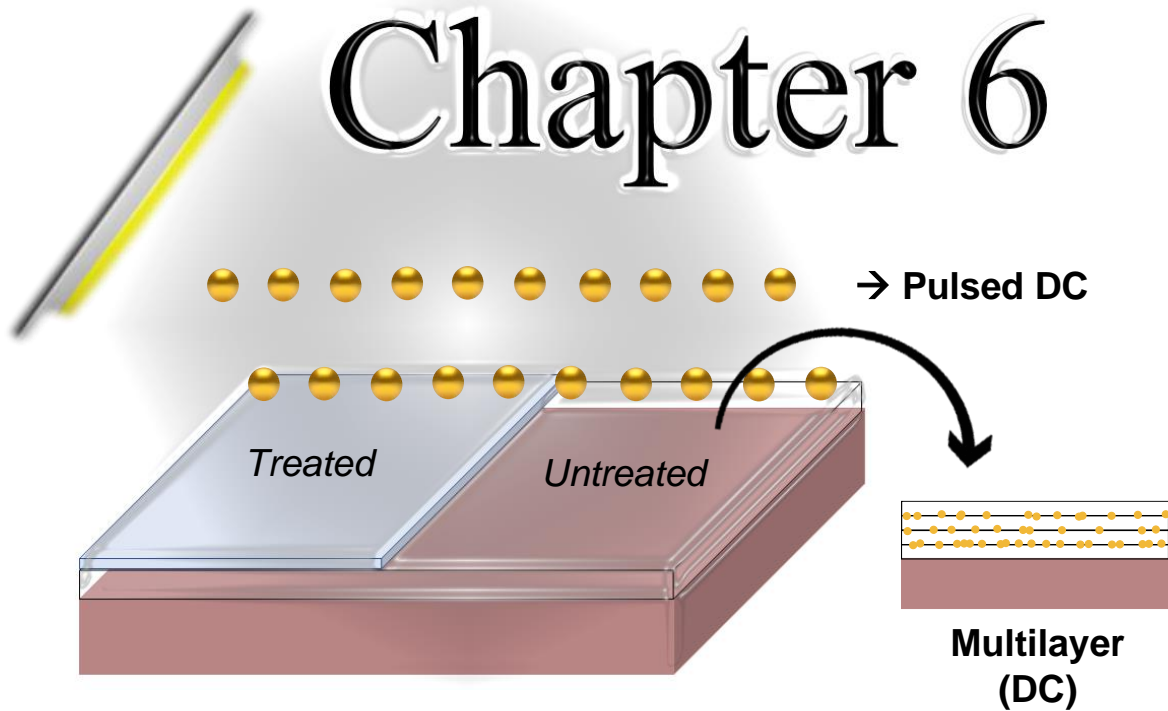 Chapter 6
→ Pulsed DC
Treated
Untreated
Multilayer
(DC)